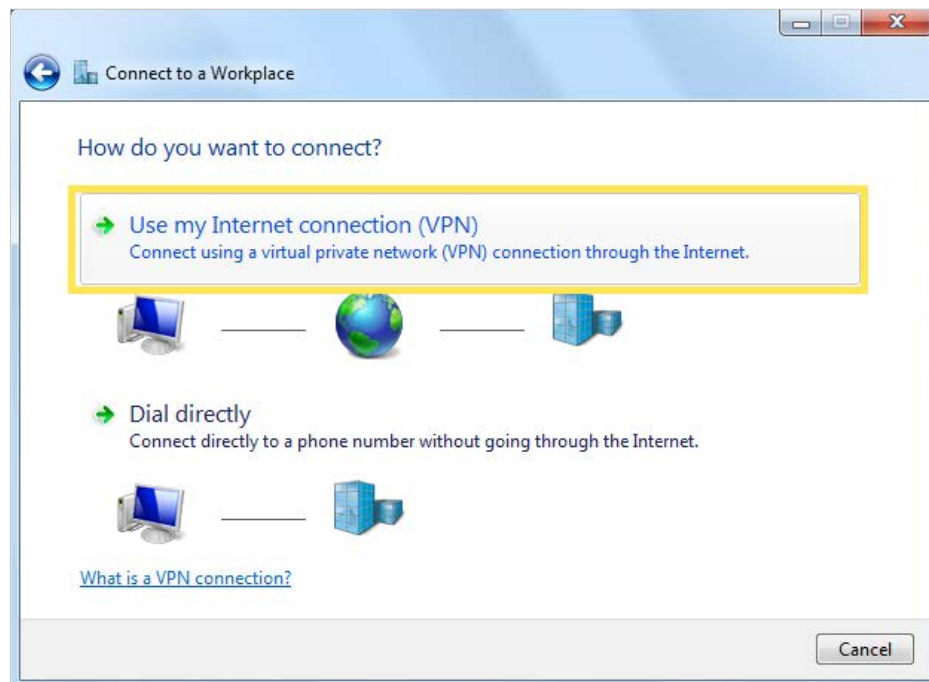 Connect to a Workplace
How do you want to connect?
Use my Internet connection (VPN)
Connect using a virtual private network (VPN) connection through the Internet.
Dial directly
Connect directly to a phone number without going through the Internet.
What is a VPN connection?
Cancel